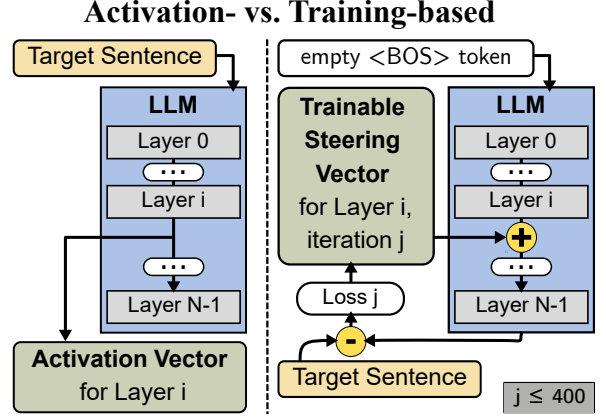 Activation- vs. Training-based
Target Sentence
LLM
Layer 0
...
Layer i
...
Layer N-1
Activation Vector
for Layer i
empty <BOS> token
Trainable
Steering
Vector
for Layer i,
iteration j
LLM
Layer 0
...
Layer i
+
...
Layer N-1
Loss j
-
Target Sentence
j ≤ 400